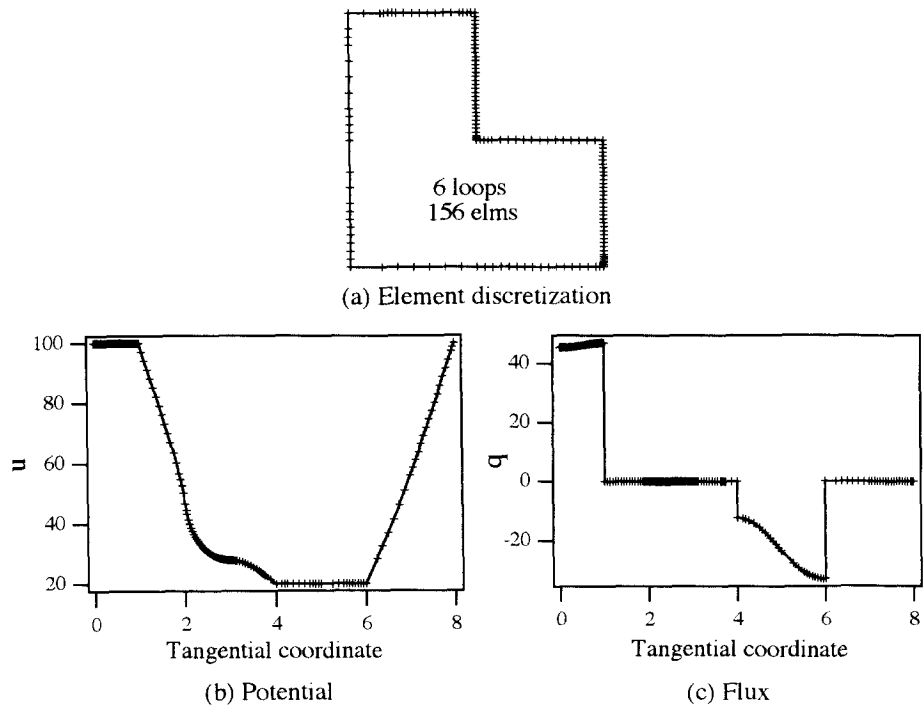 6 loops
156 elms
(a) Element discretization
100
80
60
40
20
u
0
2
4
6
8
Tangential coordinate
(b) Potential
40
20
0
-20
q
0
2
4
6
8
Tangential coordinate
(c) Flux